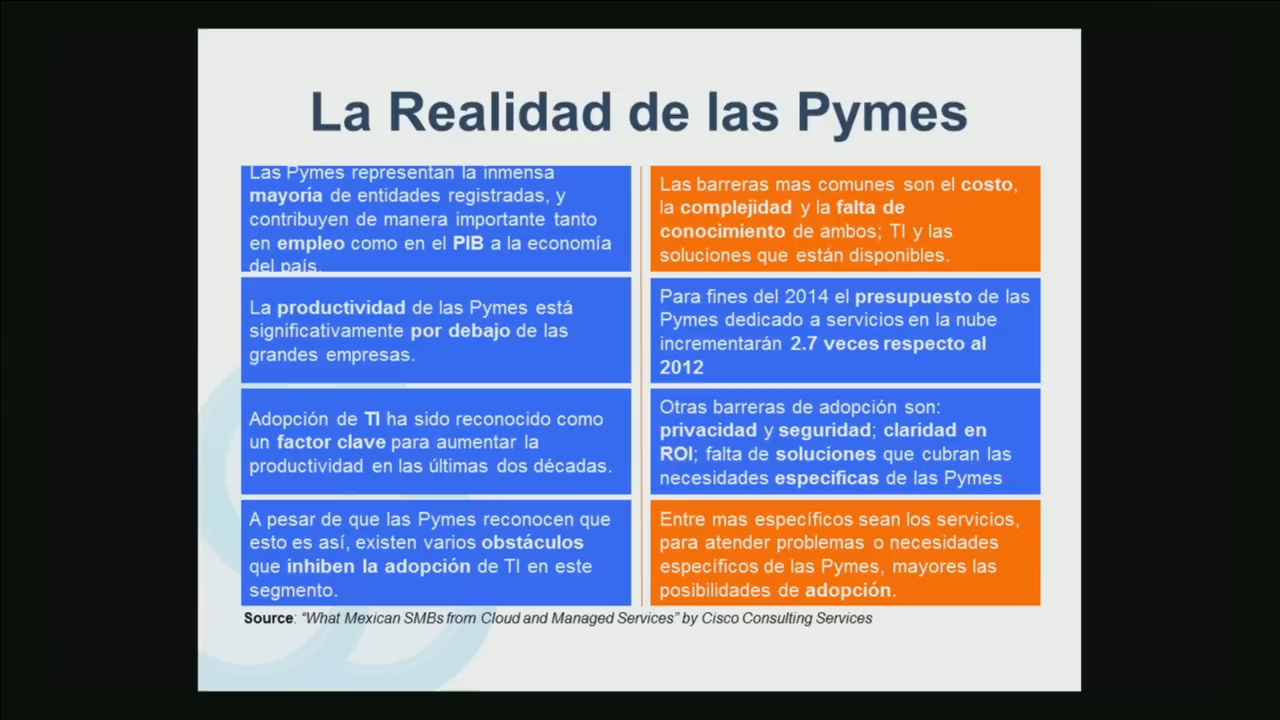 La Realidad de las Pymes
Las Pymes representan la inmensa
mayoría de entidades registradas, y
contribuyen de manera importante tanto
en empleo como en el PIB a la economía
del país.
La productividad de las Pymes está
significativamente por debajo de las
grandes empresas.
Adopción de TI ha sido reconocido como
un factor clave para aumentar la
productividad en las últimas dos décadas.
A pesar de que las Pymes reconocen que
esto es así, existen varios obstáculos
que inhiben la adopción de TI en este
segmento.
Las barreras mas comunes son el costo,
la complejidad y la falta de
conocimiento de ambos; TI y las
soluciones que están disponibles.
Para fines del 2014 el presupuesto de las
Pymes dedicado a servicios en la nube
incrementarán 2.7 veces respecto al
2012
Otras barreras de adopción son:
privacidad y seguridad; claridad en
ROI; falta de soluciones que cubran las
necesidades especificas de las Pymes
Entre mas específicos sean los servicios,
para atender problemas o necesidades
específicos de las Pymes, mayores las
posibilidades de adopción.
Source: “What Mexican SMBs from Cloud and Managed Services” by Cisco Consulting Services